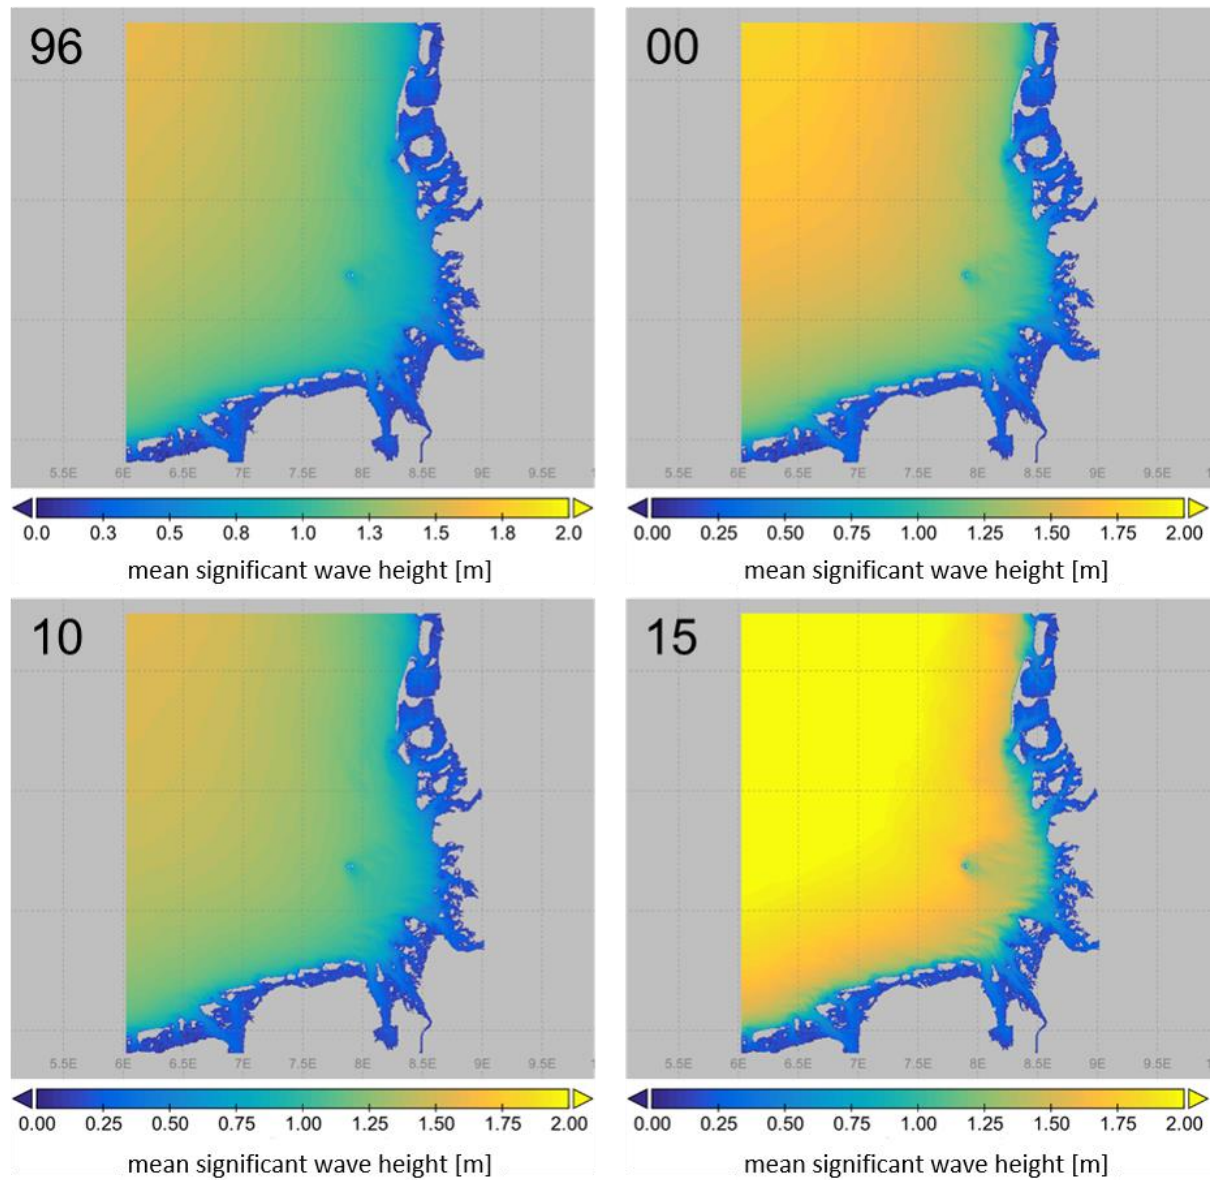 96
00
5.5E 6E 6.5E 7E 7.5E 8E 8.5E 9E 9.5E 1
5.5E 6E 6.5E 7E 7.5E 8E 8.5E 9E 9.5E 1
0.0 0.3 0.5 0.8 1.0 1.3 1.5 1.8 2.0
0.00 0.25 0.50 0.75 1.00 1.25 1.50 1.75 2.00
mean significant wave height [m]
mean significant wave height [m]
10
15
5.5E 6E 6.5E 7E 7.5E 8E 8.5E 9E 9.5E 1
5.5E 6E 6.5E 7E 7.5E 8E 8.5E 9E 9.5E
0.00 0.25 0.50 0.75 1.00 1.25 1.50 1.75 2.00
0.00 0.25 0.50 0.75 1.00 1.25 1.50 1.75 2.00
mean significant wave height [m]
mean significant wave height [m]